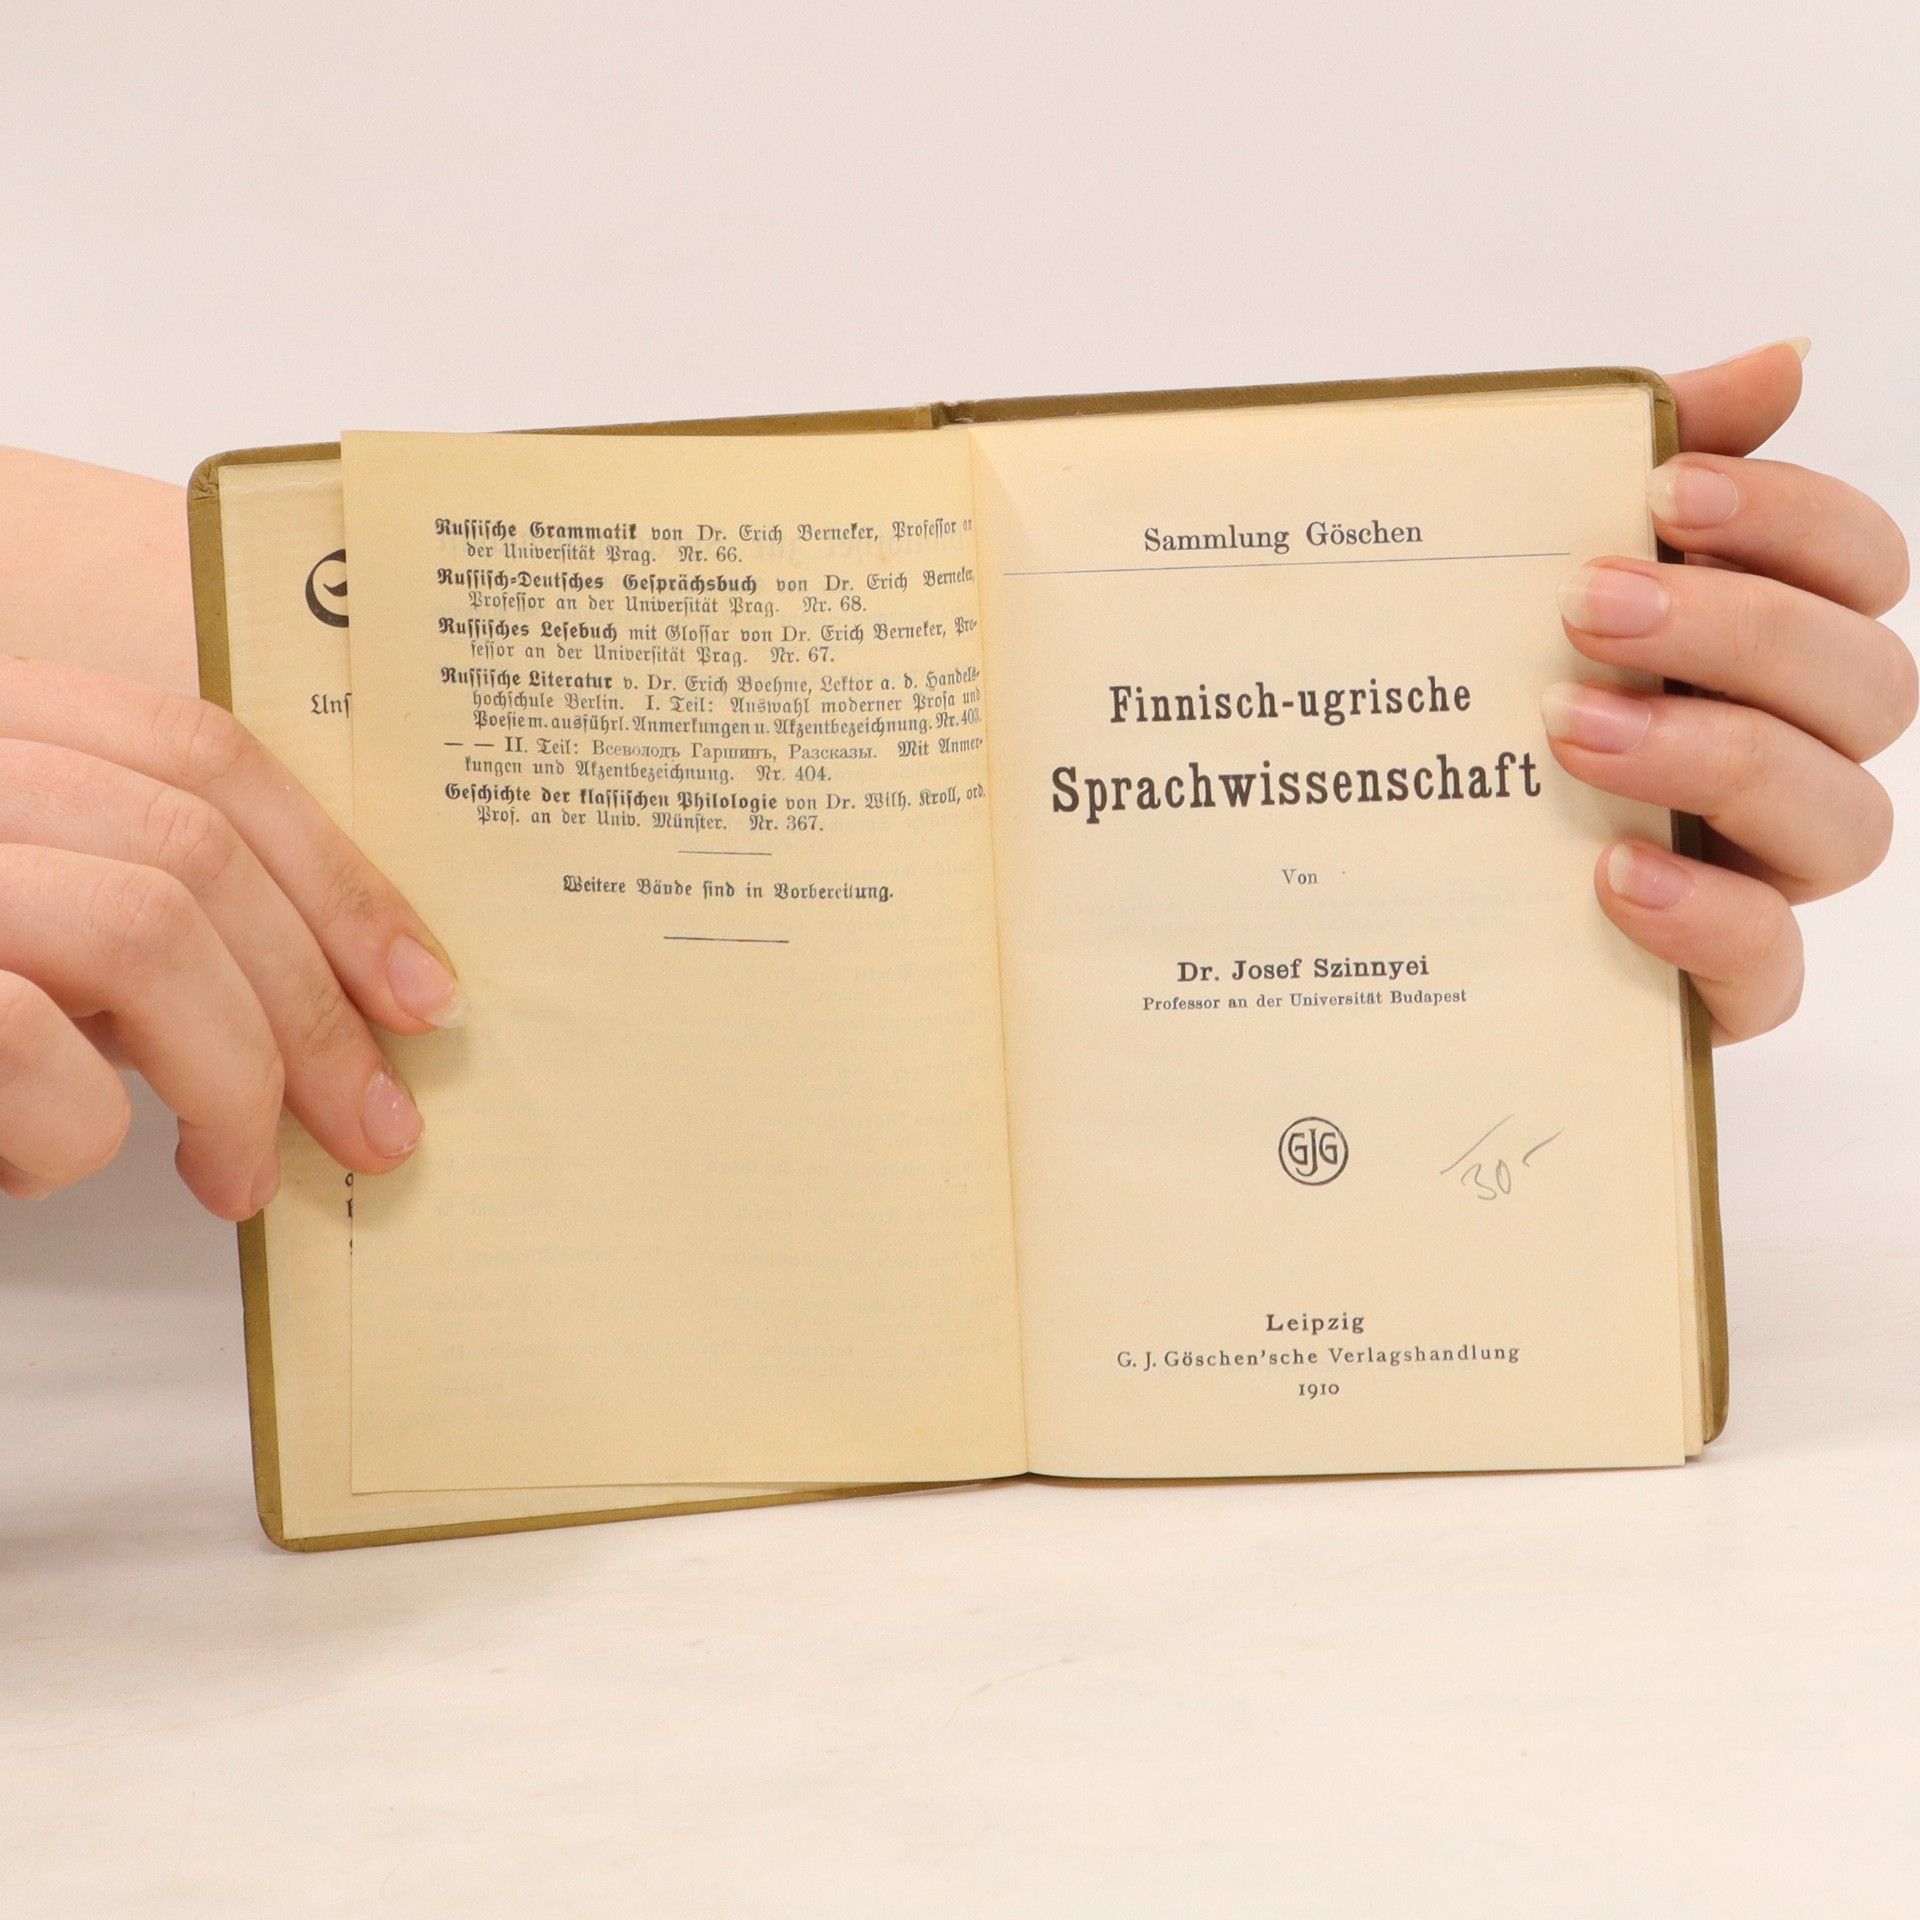 Russische Grammatik von Dr. Erich Berneker, Professor an
der Universität Prag. Nr. 66.
Russisch-Deutsches Gesprächsbuch von Dr. Erich Berneker,
Professor an der Universität Prag. Nr. 68.
Russisches Lesebuch mit Glossar von Dr. Erich Berneker, Pro-
fessor an der Universität Prag. Nr. 67.
Russische Literatur v. Dr. Erich Boehme, Lektor a. d. Handels-
hochschule Berlin. I. Teil: Auswahl moderner Prosa und
Poesie m. ausführl. Anmerkungen u. Akzentbezeichnung. Nr. 403.
— — II. Teil: Всеволодъ Гаршинъ, Разсказы. Mit Anmer-
kungen und Akzentbezeichnung. Nr. 404.
Geschichte der klassischen Philologie von Dr. Wilh. Kroll, ord.
Prof. an der Univ. Münster. Nr. 367.
Weitere Bände sind in Vorbereitung.
Sammlung Göschen
Finnisch-ugrische
Sprachwissenschaft
Von
Dr. Josef Szinnyei
Professor an der Universität Budapest
GJG
/30-
Leipzig
G. J. Göschen'sche Verlagshandlung
1910